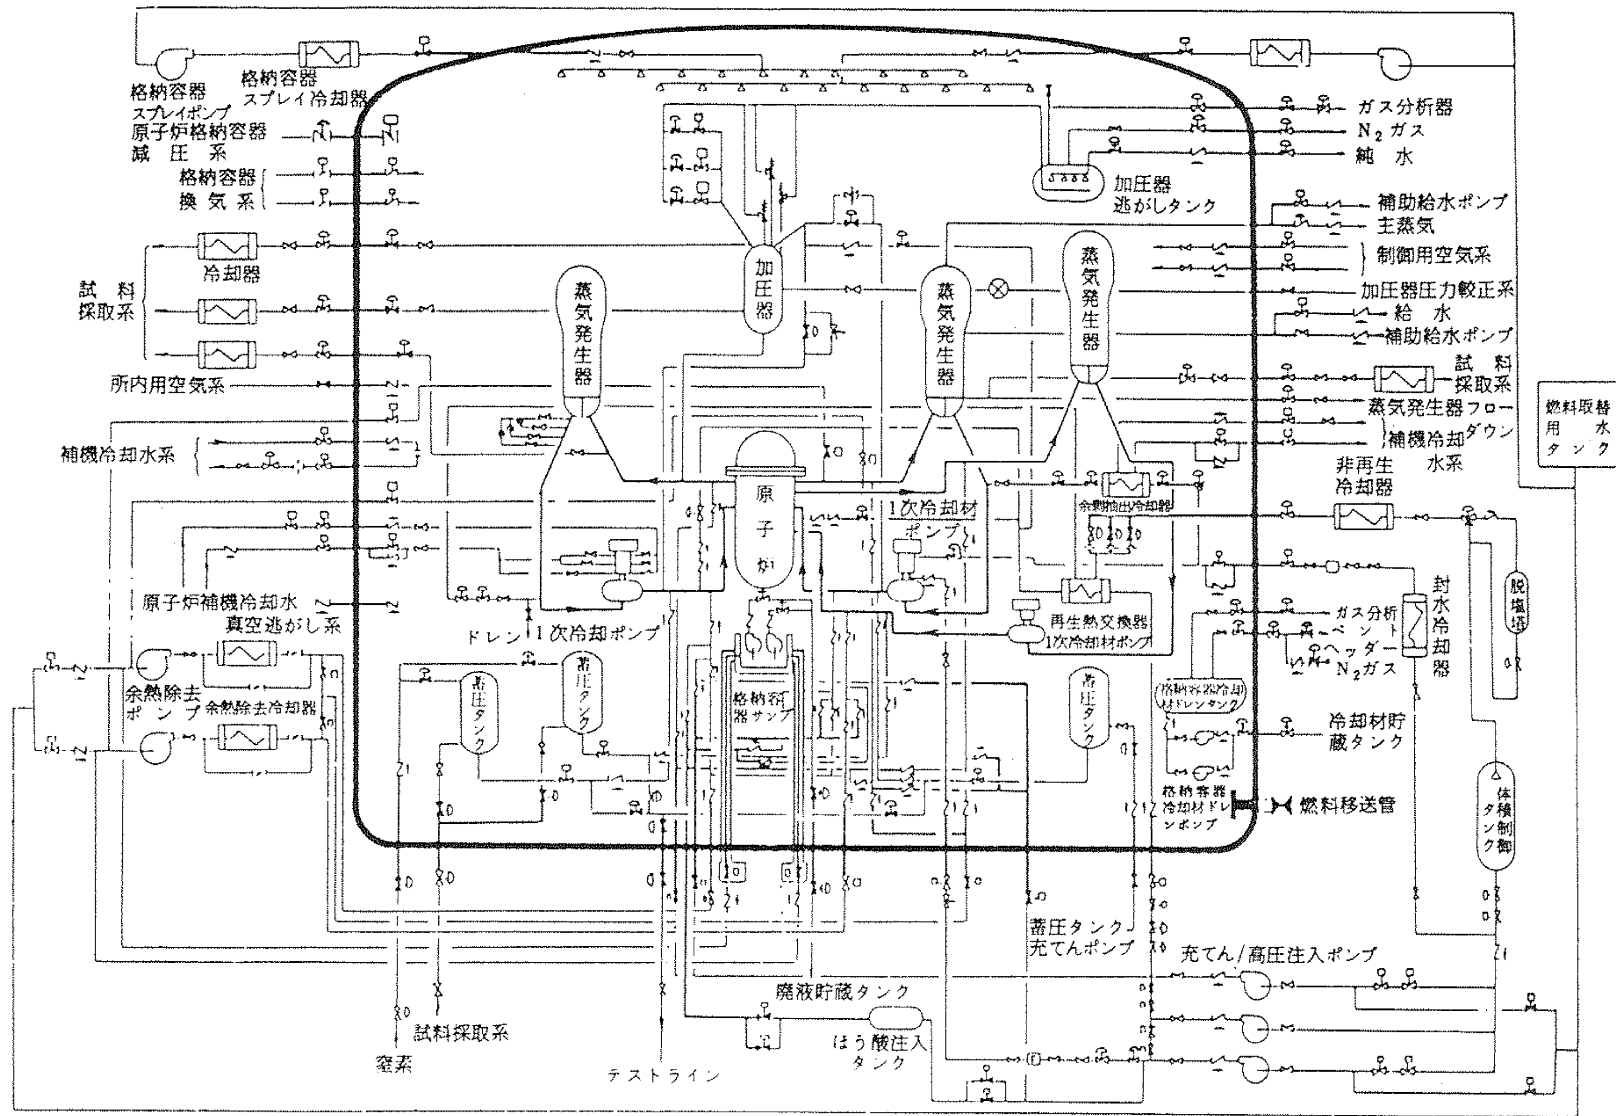 格納容器
スプレイポンプ
格納容器
スプレイ冷却器
原子炉格納容器
減圧系
格納容器
換気系
冷却器
試料
採取系
所内用空気系
補機冷却水系
原子炉補機冷却水
真空逃がし系
余熱除去
ポンプ
余熱除去冷却器
ガス分析器
N₂ガス
純水
加圧器
逃がしタンク
補助給水ポンプ
主蒸気
制御用空気系
加圧器圧力較正系
給水
補助給水ポンプ
試料
採取系
蒸気発生器ブロー
ダウン
補機冷却
水系
非再生
冷却器
燃料取替
用水
タンク
加圧器
蒸気発生器
蒸気発生器
蒸気発生器
原子炉
1次冷却材
ポンプ
余剰抽出冷却器
再生熱交換器
1次冷却材ポンプ
ドレン
1次冷却ポンプ
蓄圧タンク
蓄圧タンク
蓄圧タンク
格納容
器サンプ
格納容器冷却
材ドレンタンク
ガス分析
ベント
ヘッダー
N₂ガス
封水冷却器
脱塩塔
冷却材貯
蔵タンク
格納容器
冷却材ドレ
ンポンプ
燃料移送管
体積制御
タンク
蓄圧タンク
充てんポンプ
充てん/高圧注入ポンプ
廃液貯蔵タンク
ほう酸注入
タンク
試料採取系
窒素
テストライン